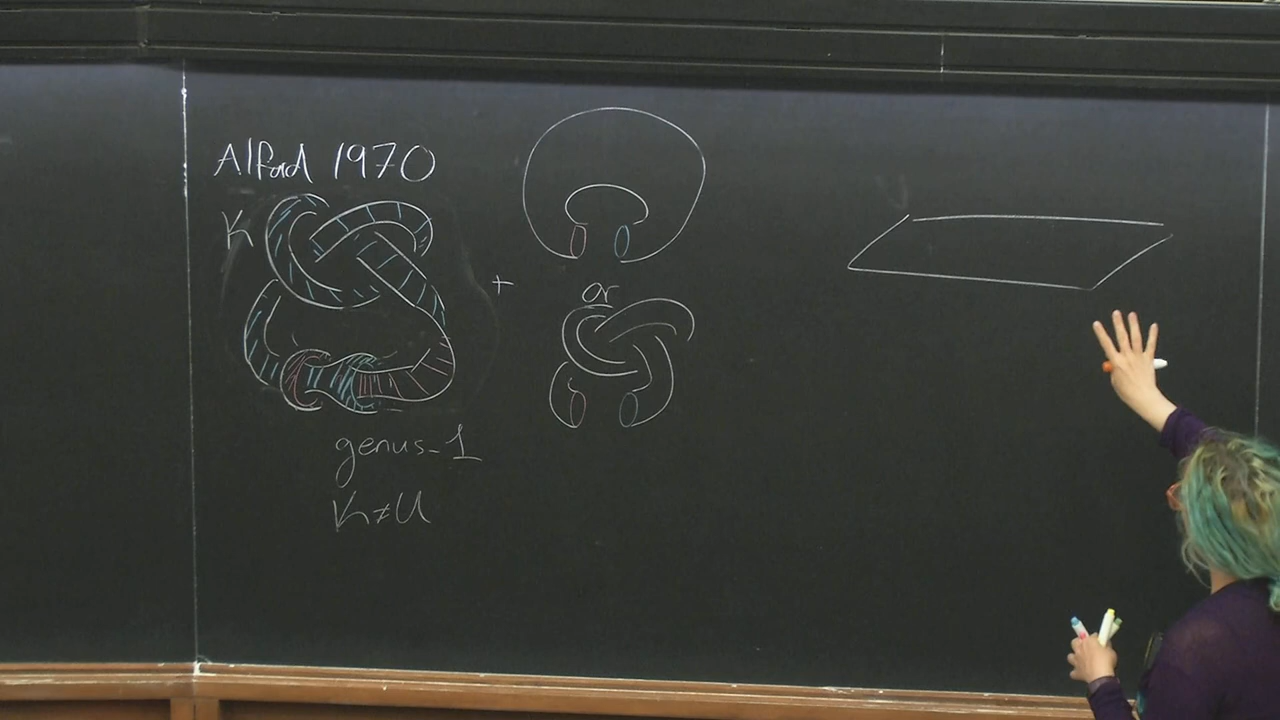 Alford 1970
K
+
or
genus-1
K≠U